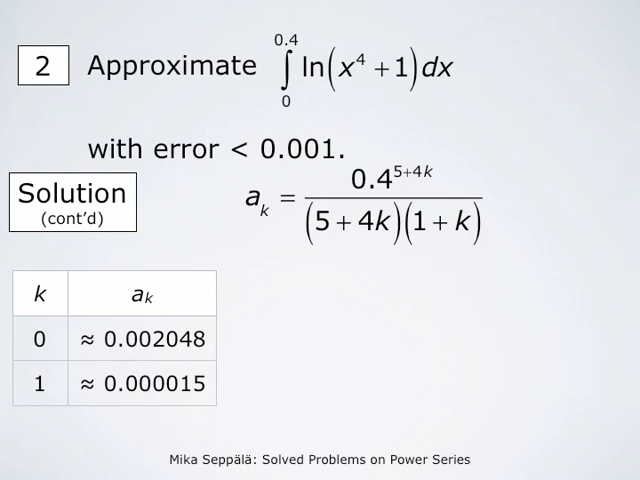 2 Approximate ∫₀^0.4 ln(x⁴ + 1) dx
with error < 0.001.
Solution
(cont’d)
aₖ = 0.4^(5+4k) / (5 + 4k)(1 + k)
k aₖ
0 ≈ 0.002048
1 ≈ 0.000015
Mika Seppälä: Solved Problems on Power Series